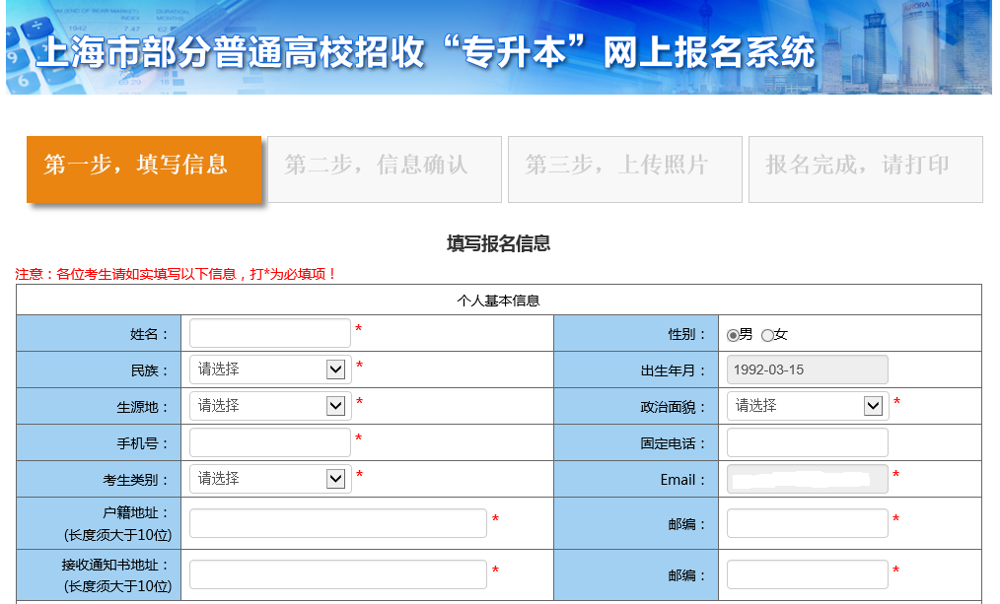 上海市部分普通高校招收“专升本”网上报名系统
第一步，填写信息 第二步，信息确认 第三步，上传照片 报名完成，请打印
填写报名信息
注意：各位考生请如实填写以下信息，打*为必填项！
个人基本信息
姓名： * 性别： 男 女
民族： 请选择 * 出生年月： 1992-03-15
生源地： 请选择 * 政治面貌： 请选择 *
手机号： * 固定电话：
考生类别： 请选择 * Email： *
户籍地址：
(长度须大于10位) * 邮编： *
接收通知书地址：
(长度须大于10位) * 邮编： *